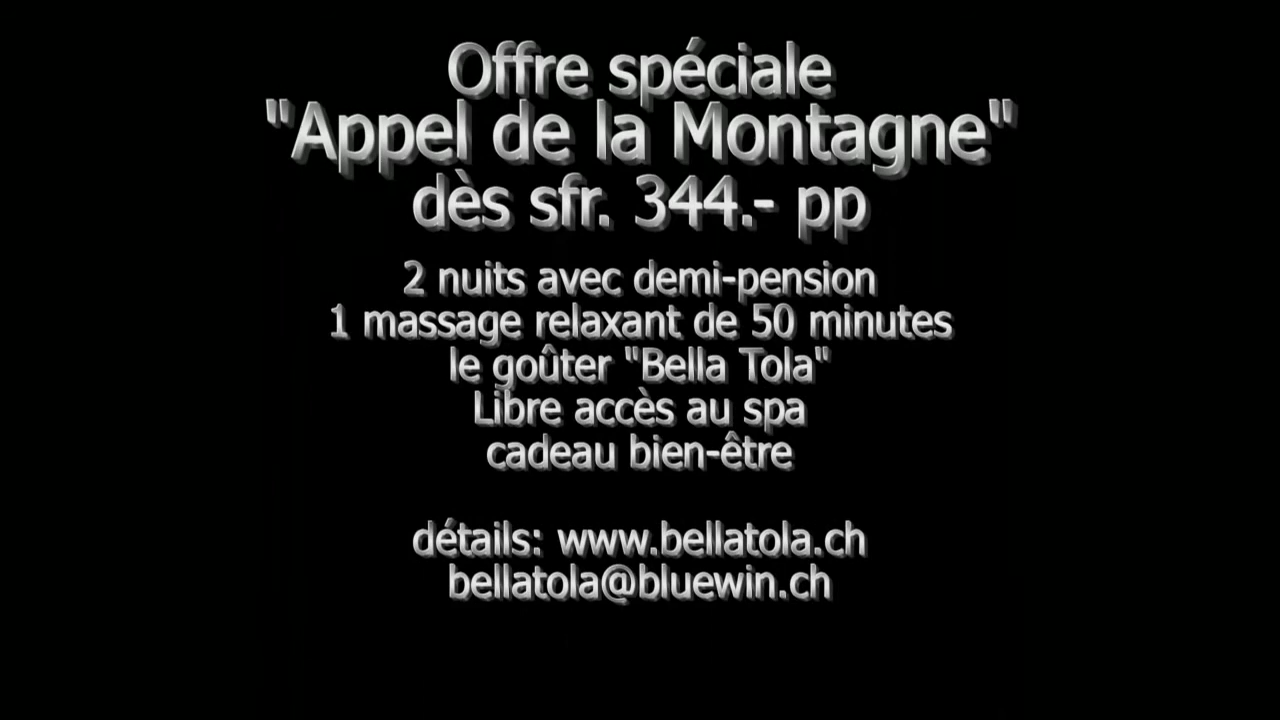 Offre spéciale
"Appel de la Montagne"
dès sfr. 344.- pp
2 nuits avec demi-pension
1 massage relaxant de 50 minutes
le goûter "Bella Tola"
Libre accès au spa
cadeau bien-être
détails: www.bellatola.ch
bellatola@bluewin.ch